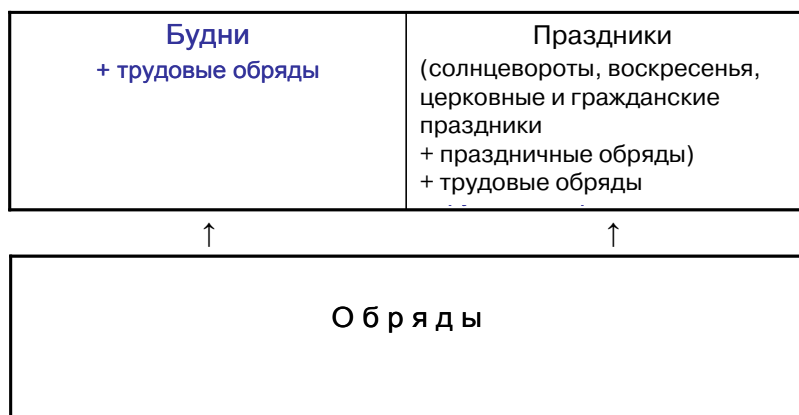 Будни
+ трудовые обряды
Праздники
(солнцевороты, воскресенья,
церковные и гражданские
праздники
+ праздничные обряды)
+ трудовые обряды
↑ ↑
О б р я д ы